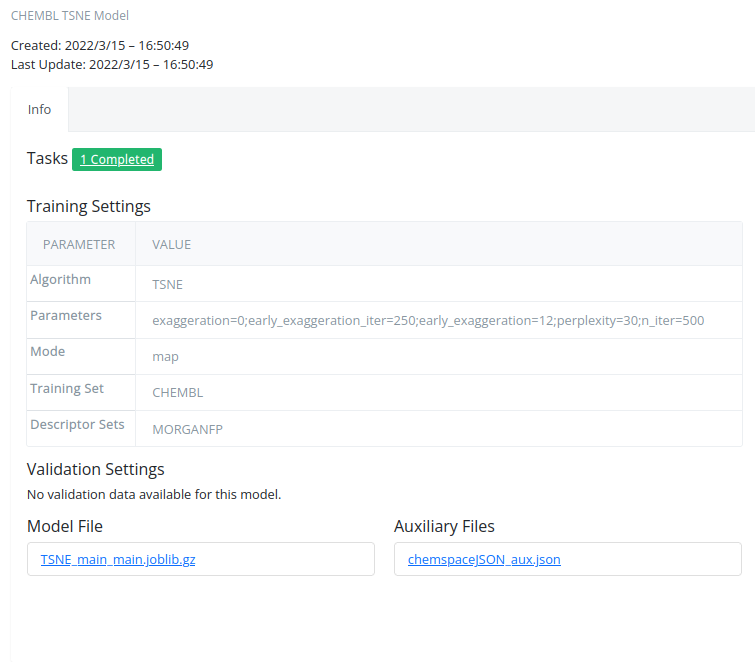 CHEMBL TSNE Model
Created: 2022/3/15 – 16:50:49
Last Update: 2022/3/15 – 16:50:49
Info
Tasks 1 Completed
Training Settings
PARAMETER VALUE
Algorithm TSNE
Parameters exaggeration=0;early_exaggeration_iter=250;early_exaggeration=12;perplexity=30;n_iter=500
Mode map
Training Set CHEMBL
Descriptor Sets MORGANFP
Validation Settings
No validation data available for this model.
Model File Auxiliary Files
TSNE_main_main.joblib.gz chemspaceJSON_aux.json